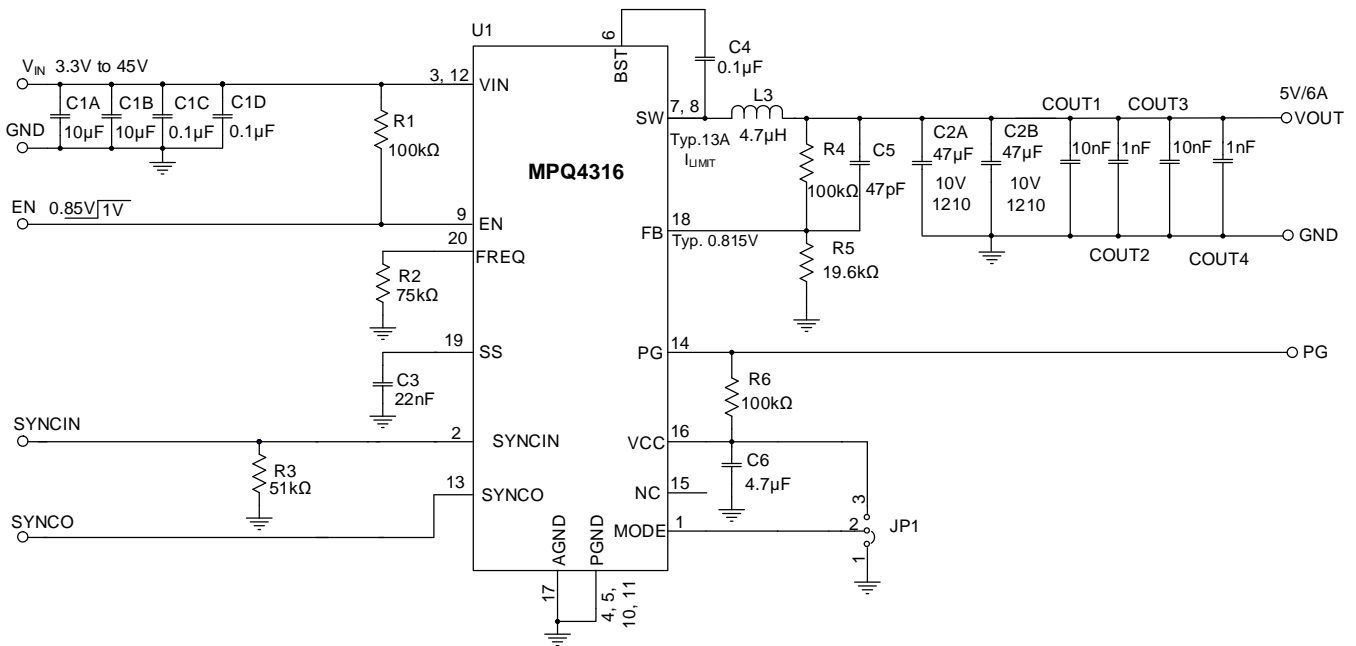 U1
MPQ4316
V_IN 3.3V to 45V
GND
C1A
10µF
C1B
10µF
C1C
0.1µF
C1D
0.1µF
R1
100kΩ
3, 12
VIN
EN 0.85V 1V
9
EN
20
FREQ
R2
75kΩ
19
SS
C3
22nF
SYNCIN
2
SYNCIN
R3
51kΩ
13
SYNCO
SYNCO
AGND
PGND
17
4, 5,
10, 11
6
BST
C4
0.1µF
7, 8
SW
Typ.13A
I_LIMIT
L3
4.7µH
R4
100kΩ
C5
47pF
C2A
47µF
10V
1210
C2B
47µF
10V
1210
COUT1
10nF
1nF
COUT2
COUT3
10nF
1nF
COUT4
5V/6A
VOUT
GND
18
FB
Typ. 0.815V
R5
19.6kΩ
14
PG
PG
R6
100kΩ
16
VCC
C6
4.7µF
15
NC
1
MODE
3
2
1
JP1